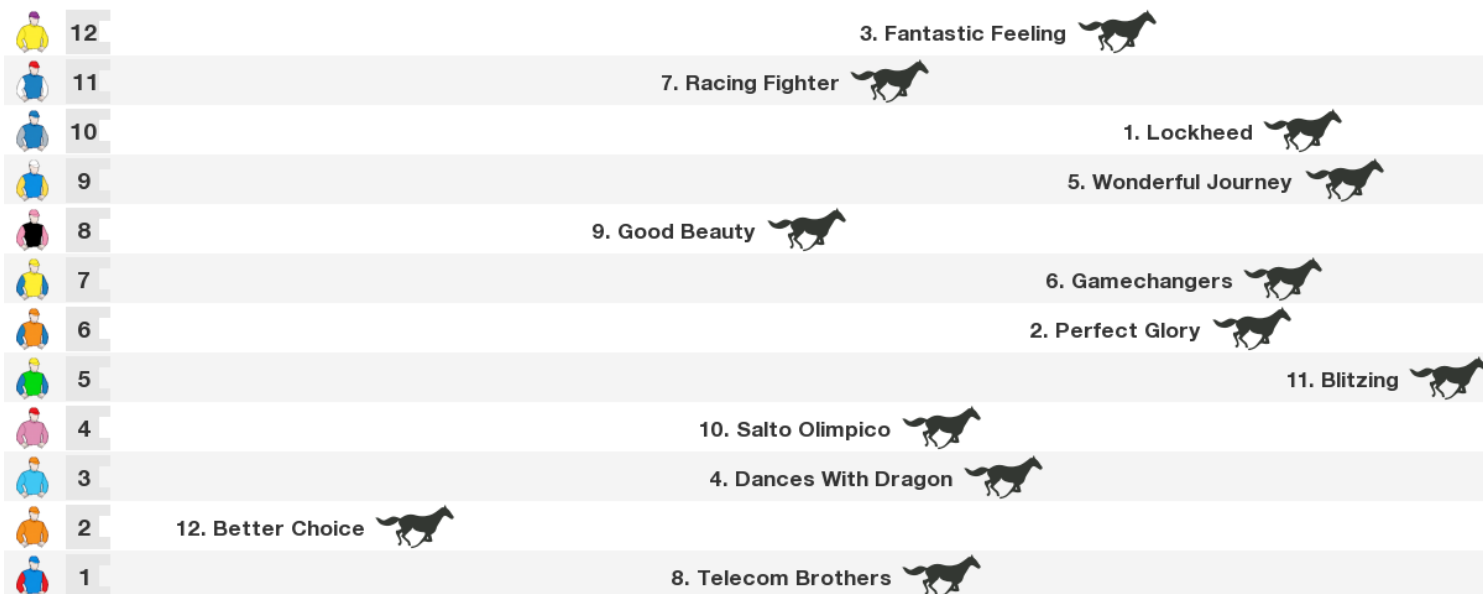 12 3. Fantastic Feeling
11 7. Racing Fighter
10 1. Lockheed
9 5. Wonderful Journey
8 9. Good Beauty
7 6. Gamechangers
6 2. Perfect Glory
5 11. Blitzing
4 10. Salto Olimpico
3 4. Dances With Dragon
2 12. Better Choice
1 8. Telecom Brothers